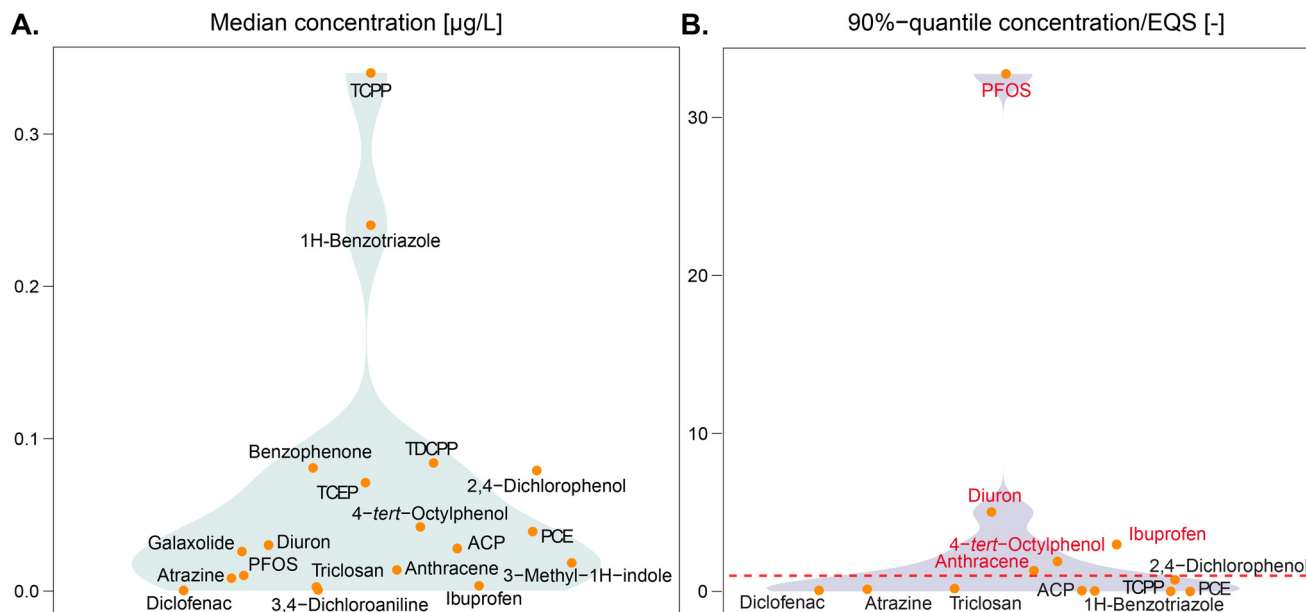 A.
Median concentration [µg/L]
TCPP
0.3
1H-Benzotriazole
0.2
0.1
Benzophenone
TDCPP
TCEP
2,4−Dichlorophenol
4−tert−Octylphenol
Galaxolide
Diuron
ACP
PCE
Atrazine
PFOS
Triclosan
Anthracene
3−Methyl−1H−indole
0.0
Diclofenac
3,4−Dichloroaniline
Ibuprofen
B.
90%−quantile concentration/EQS [-]
PFOS
30
20
10
Diuron
Ibuprofen
4−tert−Octylphenol
Anthracene
2,4−Dichlorophenol
0
Diclofenac
Atrazine
Triclosan
ACP
TCPP
PCE
1H−Benzotriazole